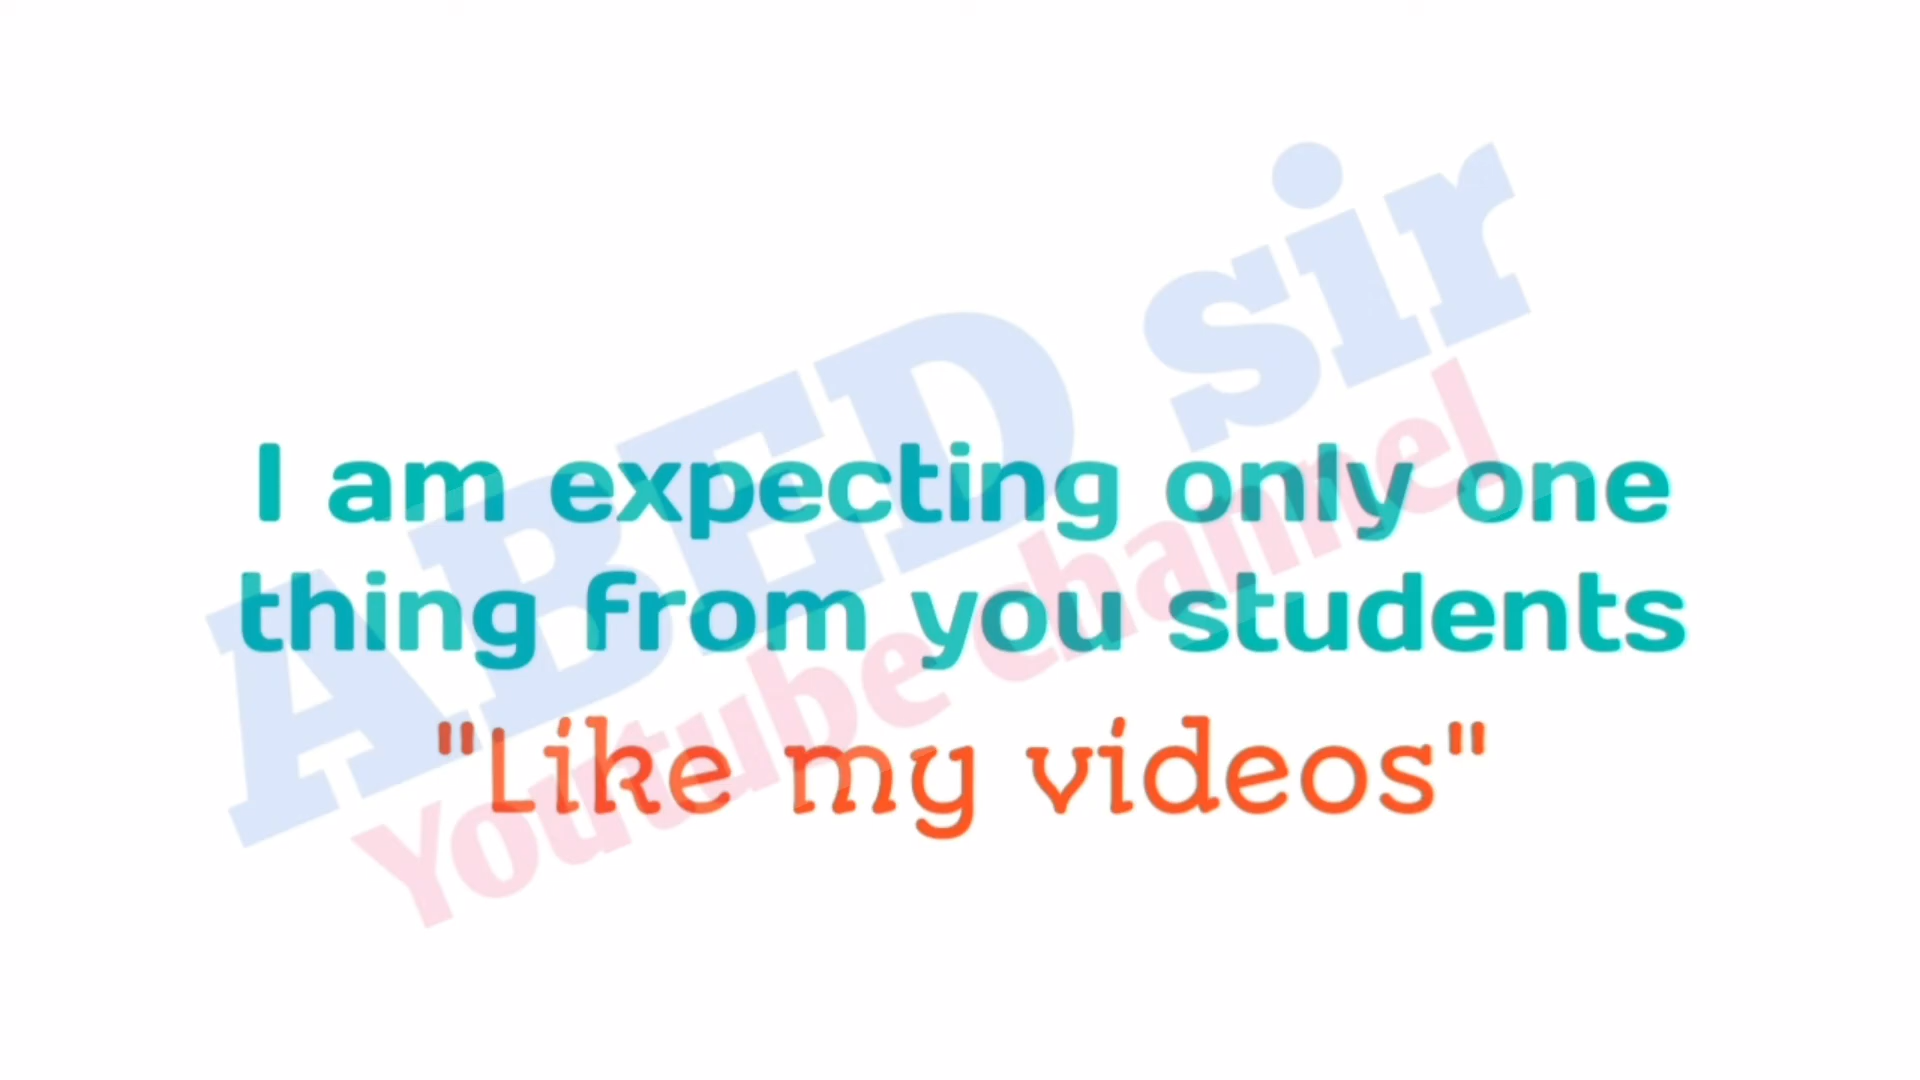 ABED sir
Youtube channel
I am expecting only one
thing from you students
"Like my videos"